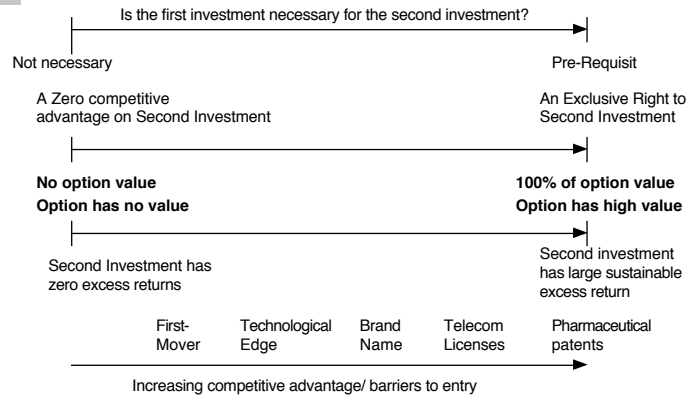 Is the first investment necessary for the second investment?
Not necessary
Pre-Requisit
A Zero competitive
advantage on Second Investment
An Exclusive Right to
Second Investment
No option value
Option has no value
100% of option value
Option has high value
Second Investment has
zero excess returns
Second investment
has large sustainable
excess return
First-
Mover
Technological
Edge
Brand
Name
Telecom
Licenses
Pharmaceutical
patents
Increasing competitive advantage/ barriers to entry